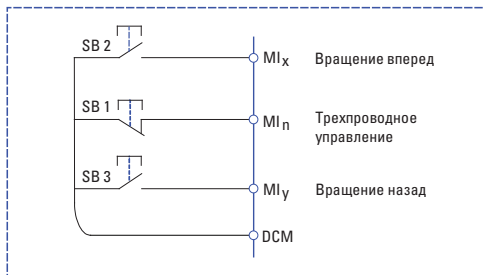 SB 2
MIx Вращение вперед
SB 1
MIn Трехпроводное
управление
SB 3
MIy Вращение назад
DCM